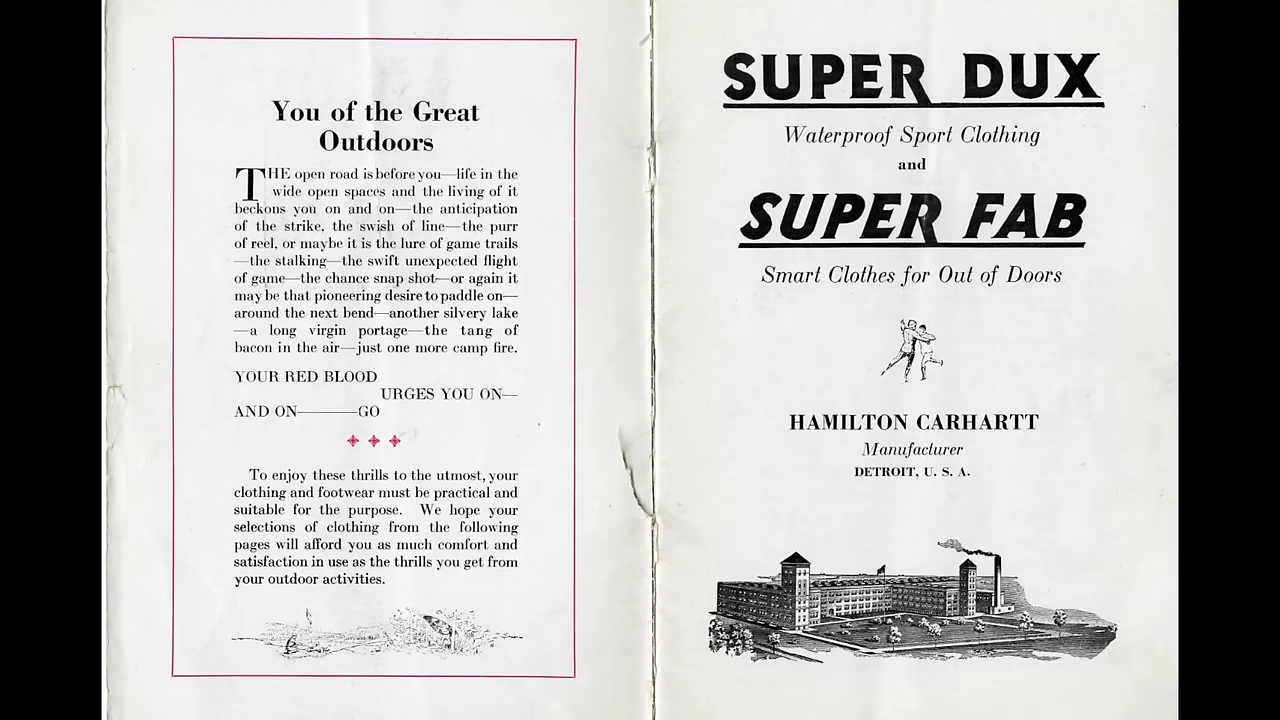 You of the Great
Outdoors
THE open road is before you—life in the
wide open spaces and the living of it
beckons you on and on—the anticipation
of the strike, the swish of line—the purr
of reel, or maybe it is the lure of game trails
—the stalking—the swift unexpected flight
of game—the chance snap shot—or again it
may be that pioneering desire to paddle on—
around the next bend—another silvery lake
—a long virgin portage—the tang of
bacon in the air—just one more camp fire.
YOUR RED BLOOD
URGES YOU ON—
AND ON———GO
To enjoy these thrills to the utmost, your
clothing and footwear must be practical and
suitable for the purpose. We hope your
selections of clothing from the following
pages will afford you as much comfort and
satisfaction in use as the thrills you get from
your outdoor activities.
SUPER DUX
Waterproof Sport Clothing
and
SUPER FAB
Smart Clothes for Out of Doors
HAMILTON CARHARTT
Manufacturer
DETROIT, U. S. A.